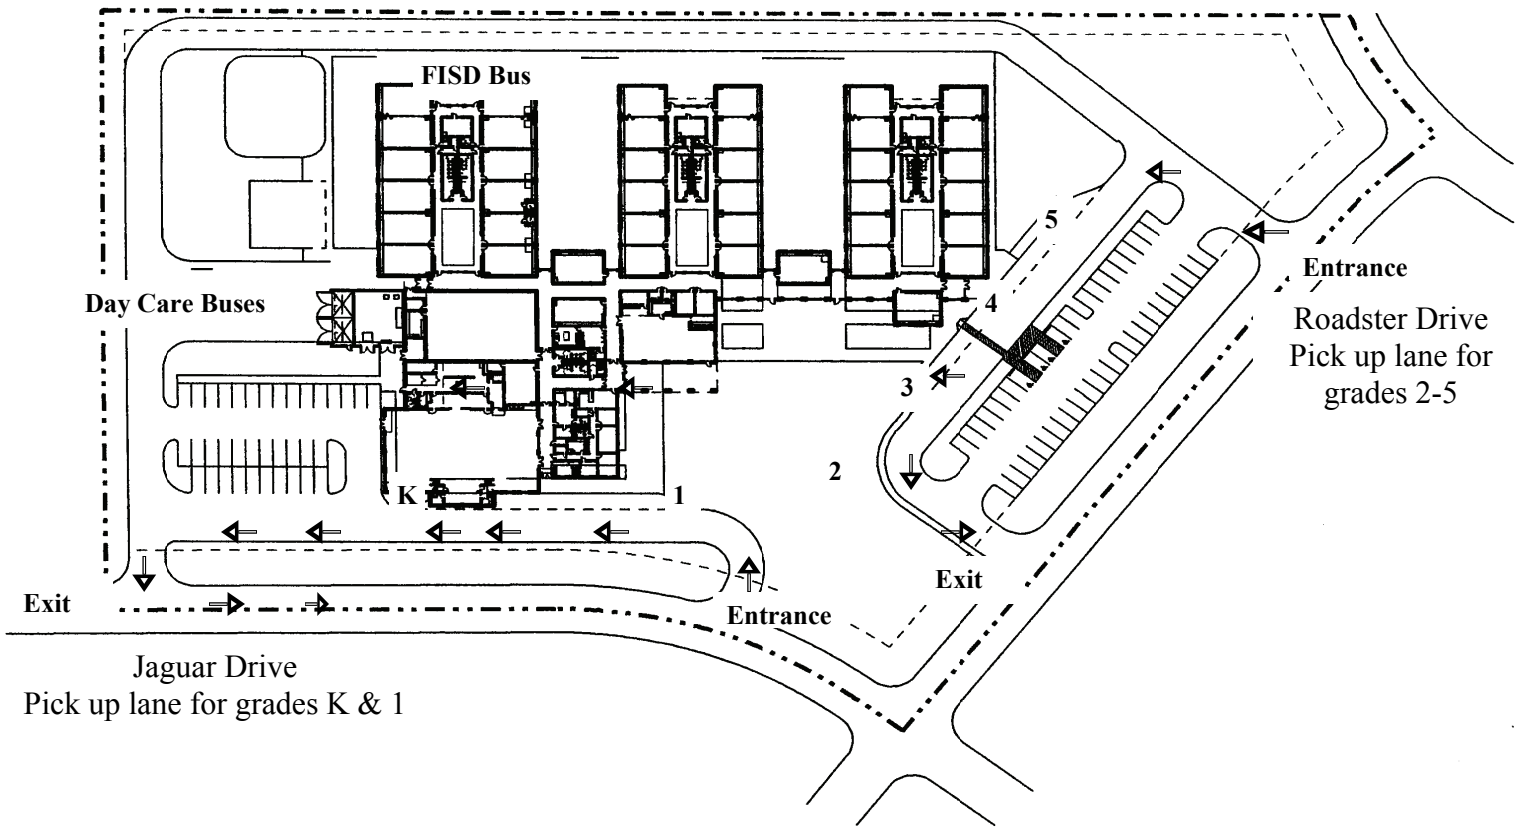 FISD Bus
5
Entrance
Day Care Buses
4
Roadster Drive
Pick up lane for
grades 2-5
3
2
K
1
Exit
Exit
Entrance
Jaguar Drive
Pick up lane for grades K & 1